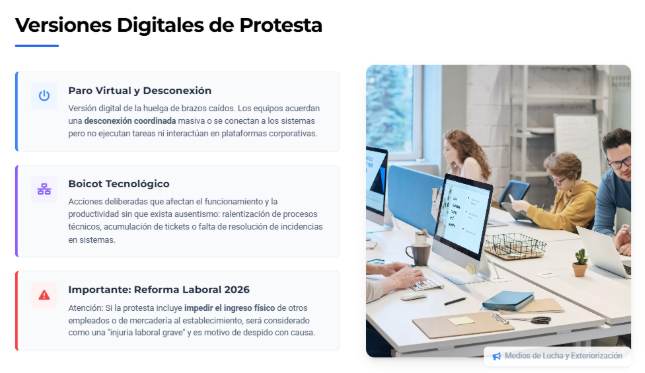 Versiones Digitales de Protesta
Paro Virtual y Desconexión
Versión digital de la huelga de brazos caídos. Los equipos acuerdan
una desconexión coordinada masiva o se conectan a los sistemas
pero no ejecutan tareas ni interactúan en plataformas corporativas.
Boicot Tecnológico
Acciones deliberadas que afectan el funcionamiento y la
productividad sin que exista ausentismo: ralentización de procesos
técnicos, acumulación de tickets o falta de resolución de incidencias
en sistemas.
Importante: Reforma Laboral 2026
Atención: Si la protesta incluye impedir el ingreso físico de otros
empleados o de mercadería al establecimiento, será considerado
como una "injuria laboral grave" y es motivo de despido con causa.
Medios de Lucha y Exteriorización